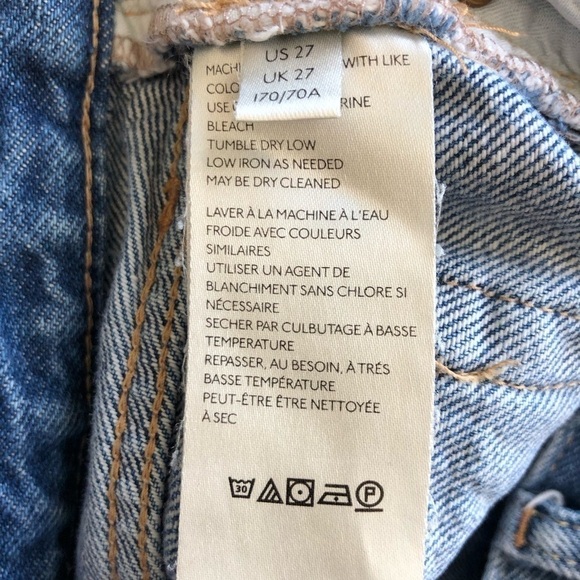 US 27
UK 27
170/70A
WITH LIKE
BLEACH
TUMBLE DRY LOW
LOW IRON AS NEEDED
MAY BE DRY CLEANED
LAVER À LA MACHINE À L'EAU
FROIDE AVEC COULEURS
SIMILAIRES
UTILISER UN AGENT DE
BLANCHIMENT SANS CHLORE SI
NÉCESSAIRE
SECHER PAR CULBUTAGE À BASSE
TEMPERATURE
REPASSER, AU BESOIN, À TRÉS
BASSE TEMPÉRATURE
PEUT-ÊTRE ÊTRE NETTOYÉE
À SEC
30 P